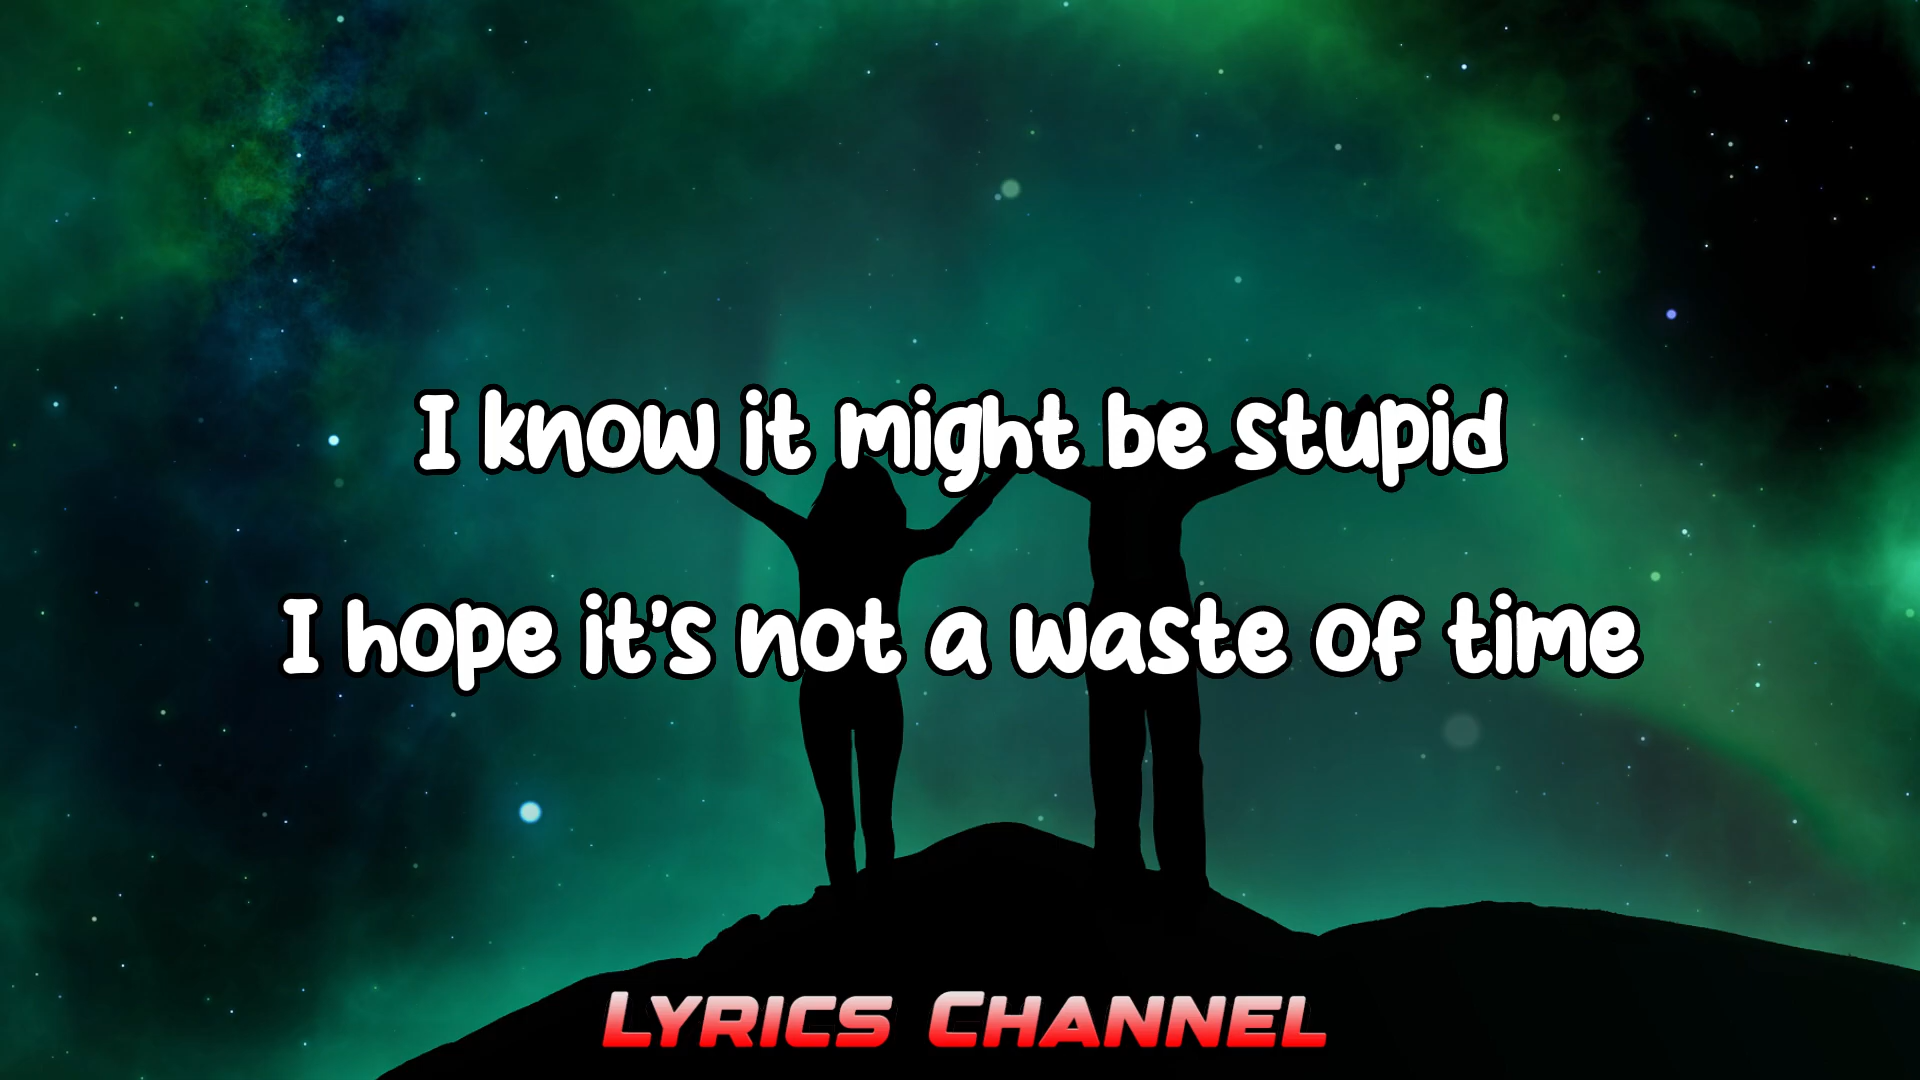 I know it might be stupid
I hope it's not a waste of time
LYRICS CHANNEL